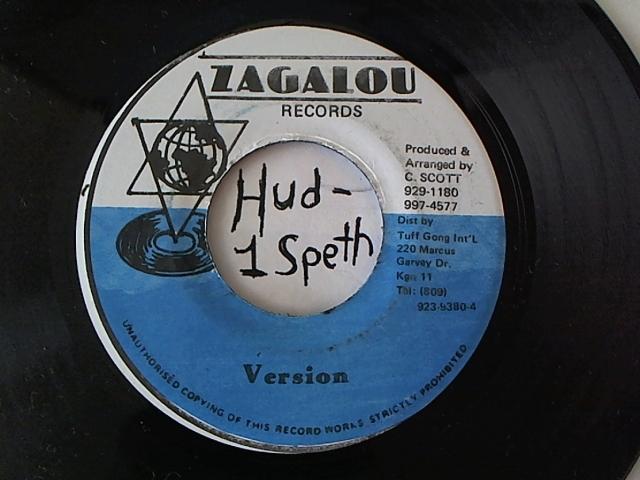 ZAGALOU
RECORDS
Produced &
Arranged by
C. SCOTT
929-1180
997-4577
Dist by
Tuff Gong Int'L
220 Marcus
Garvey Dr.
Kgn 11
Tel: (809)
923-9380-4
Hud-
1 Speth
Version
UNAUTHORISED COPYING OF THIS RECORD WORKS STRICTLY PROHIBITED